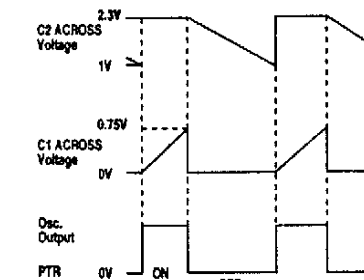 2.3V
C2 ACROSS
Voltage
1V
0.75V
C1 ACROSS
Voltage
0V
Osc.
Output
PTR 0V ON